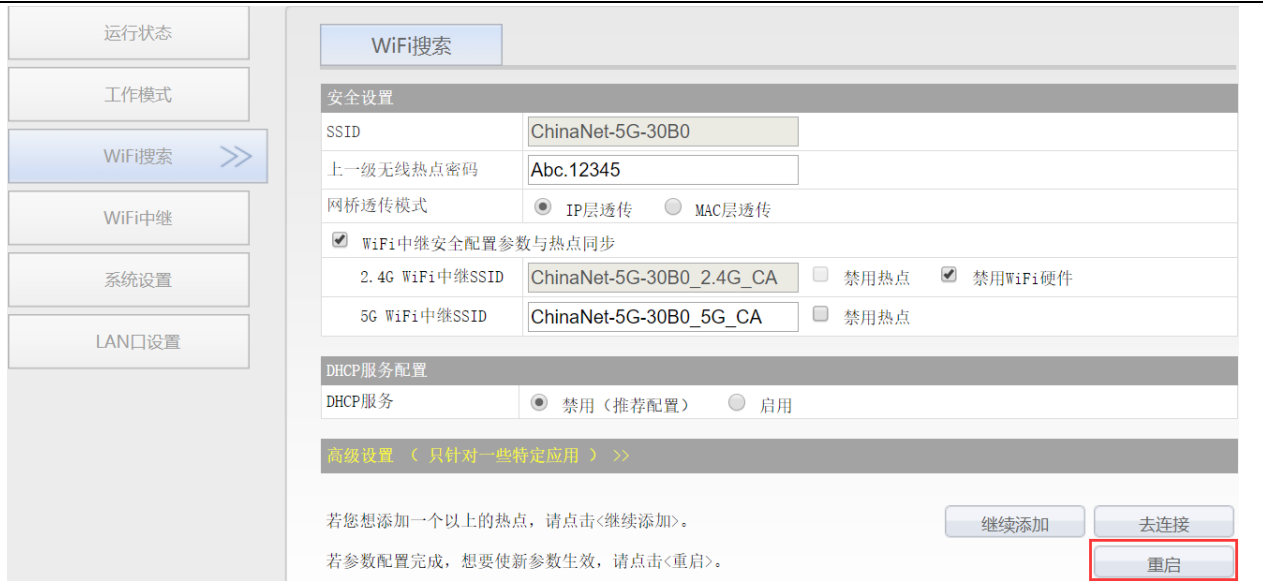 运行状态
工作模式
WiFi搜索
WiFi中继
系统设置
LAN口设置
WiFi搜索
安全设置
SSID ChinaNet-5G-30B0
上一级无线热点密码 Abc.12345
网桥透传模式 IP层透传 MAC层透传
WiFi中继安全配置参数与热点同步
2.4G WiFi中继SSID ChinaNet-5G-30B0_2.4G_CA 禁用热点 禁用WiFi硬件
5G WiFi中继SSID ChinaNet-5G-30B0_5G_CA 禁用热点
DHCP服务配置
DHCP服务 禁用（推荐配置） 启用
高级设置 （ 只针对一些特定应用 ） >>
若您想添加一个以上的热点，请点击<继续添加>。 继续添加 去连接
若参数配置完成，想要使新参数生效，请点击<重启>。 重启